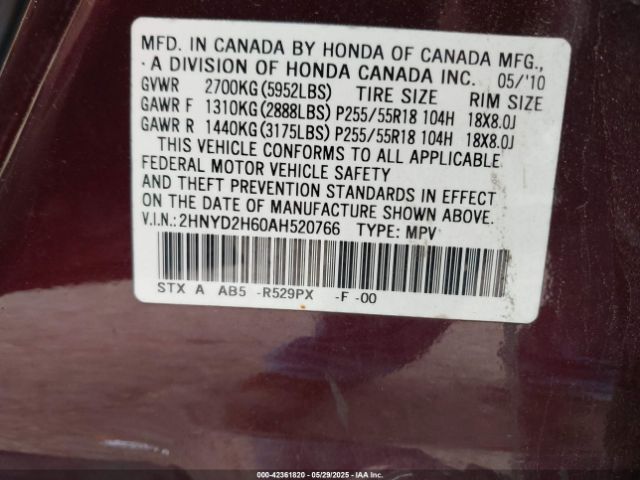 MFD. IN CANADA BY HONDA OF CANADA MFG.,
A DIVISION OF HONDA CANADA INC. 05/'10
GVWR 2700KG(5952LBS) TIRE SIZE RIM SIZE
GAWR F 1310KG(2888LBS) P255/55R18 104H 18X8.0J
GAWR R 1440KG(3175LBS) P255/55R18 104H 18X8.0J
THIS VEHICLE CONFORMS TO ALL APPLICABLE
FEDERAL MOTOR VEHICLE SAFETY
AND THEFT PREVENTION STANDARDS IN EFFECT
ON THE DATE OF MANUFACTURE SHOWN ABOVE.
V.I.N.:2HNYD2H60AH520766 TYPE: MPV
STX A AB5 -R529PX -F -00
000-42361820 - 05/29/2025 - IAAI.COM